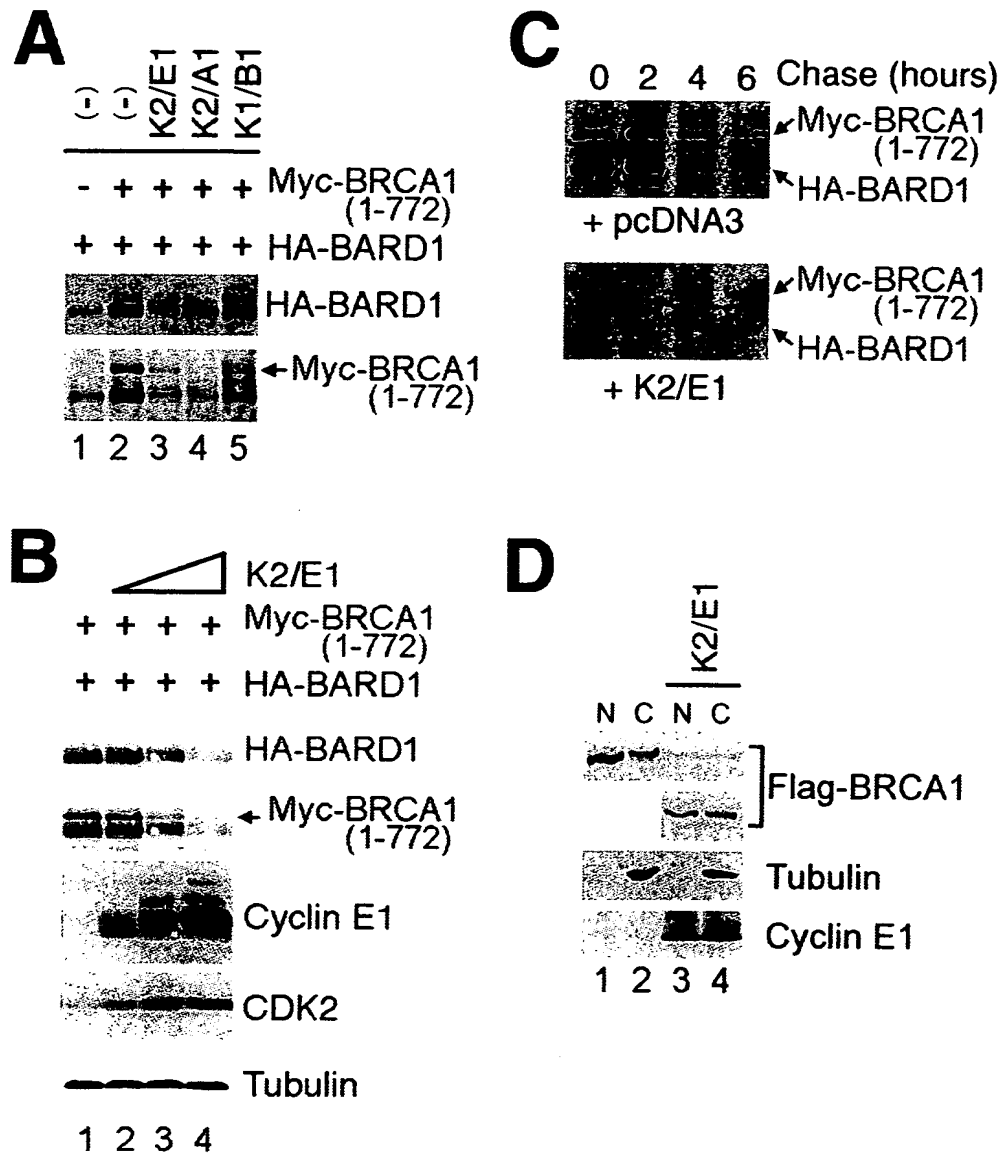 A
(-) (-) K2/E1 K2/A1 K1/B1
- + + + + Myc-BRCA1
(1-772)
+ + + + + HA-BARD1
HA-BARD1
Myc-BRCA1
(1-772)
1 2 3 4 5
B
K2/E1
+ + + + Myc-BRCA1
(1-772)
+ + + + HA-BARD1
HA-BARD1
Myc-BRCA1
(1-772)
Cyclin E1
CDK2
Tubulin
1 2 3 4
C
0 2 4 6 Chase (hours)
Myc-BRCA1
(1-772)
HA-BARD1
+ pcDNA3
Myc-BRCA1
(1-772)
HA-BARD1
+ K2/E1
D
K2/E1
N C N C
Flag-BRCA1
Tubulin
Cyclin E1
1 2 3 4